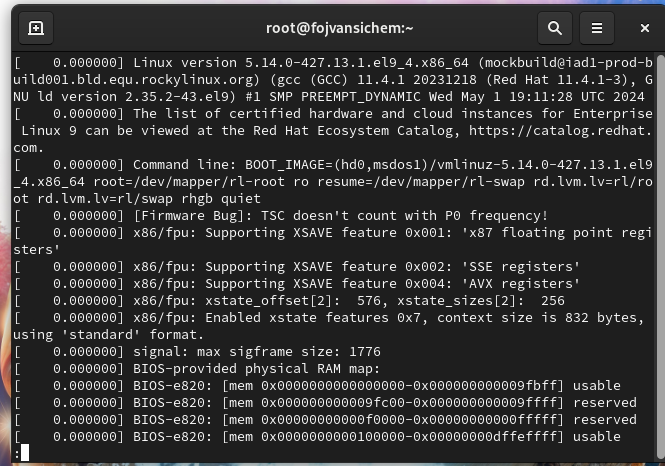 root@fojvansichem:~
[    0.000000] Linux version 5.14.0-427.13.1.el9_4.x86_64 (mockbuild@iad1-prod-b
uild001.bld.equ.rockylinux.org) (gcc (GCC) 11.4.1 20231218 (Red Hat 11.4.1-3), G
NU ld version 2.35.2-43.el9) #1 SMP PREEMPT_DYNAMIC Wed May 1 19:11:28 UTC 2024
[    0.000000] The list of certified hardware and cloud instances for Enterprise
 Linux 9 can be viewed at the Red Hat Ecosystem Catalog, https://catalog.redhat.
com.
[    0.000000] Command line: BOOT_IMAGE=(hd0,msdos1)/vmlinuz-5.14.0-427.13.1.el9
_4.x86_64 root=/dev/mapper/rl-root ro resume=/dev/mapper/rl-swap rd.lvm.lv=rl/ro
ot rd.lvm.lv=rl/swap rhgb quiet
[    0.000000] [Firmware Bug]: TSC doesn't count with P0 frequency!
[    0.000000] x86/fpu: Supporting XSAVE feature 0x001: 'x87 floating point regi
sters'
[    0.000000] x86/fpu: Supporting XSAVE feature 0x002: 'SSE registers'
[    0.000000] x86/fpu: Supporting XSAVE feature 0x004: 'AVX registers'
[    0.000000] x86/fpu: xstate_offset[2]:  576, xstate_sizes[2]:  256
[    0.000000] x86/fpu: Enabled xstate features 0x7, context size is 832 bytes,
using 'standard' format.
[    0.000000] signal: max sigframe size: 1776
[    0.000000] BIOS-provided physical RAM map:
[    0.000000] BIOS-e820: [mem 0x0000000000000000-0x000000000009fbff] usable
[    0.000000] BIOS-e820: [mem 0x000000000009fc00-0x000000000009ffff] reserved
[    0.000000] BIOS-e820: [mem 0x00000000000f0000-0x00000000000fffff] reserved
[    0.000000] BIOS-e820: [mem 0x0000000000100000-0x00000000dffeffff] usable
: